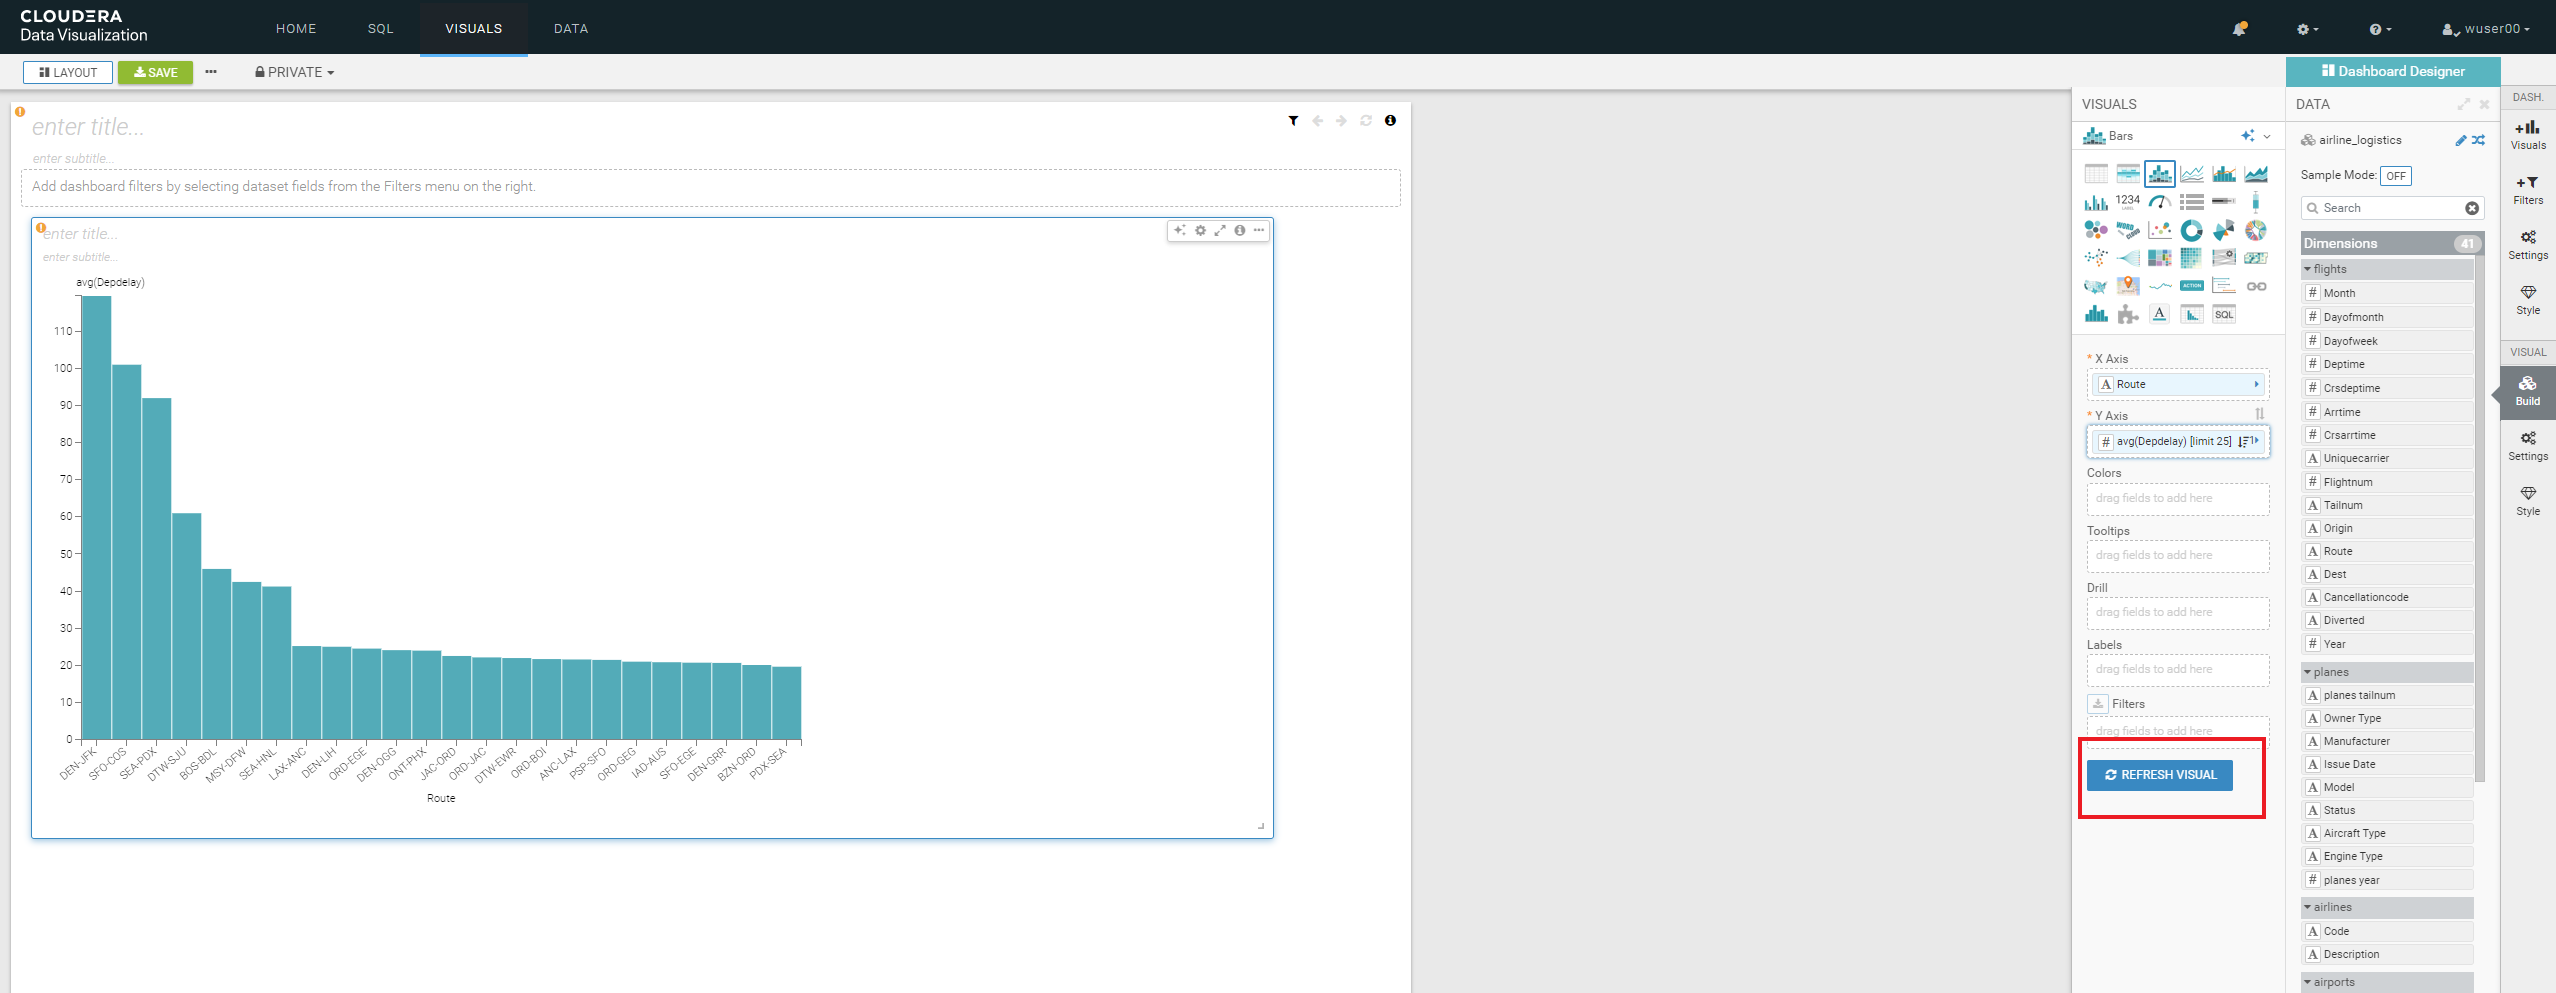 CLOUDERA
Data Visualization
HOME
SQL
VISUALS
DATA
wuser00
LAYOUT
SAVE
PRIVATE
Dashboard Designer
enter title...
enter subtitle...
Add dashboard filters by selecting dataset fields from the Filters menu on the right.
enter title...
enter subtitle...
avg(Depdelay)
110
100
90
80
70
60
50
40
30
20
10
0
DEN-JFK
SFO-COS
SEA-PDX
DTW-SJU
BOS-BDL
MSY-DFW
SEA-HNL
LAX-ANC
DEN-LIH
ORD-EGE
DEN-OGG
ONT-PHX
JAC-ORD
ORD-JAC
DTW-EWR
ORD-BOI
ANC-LAX
PSP-SFO
ORD-GEG
IAD-AUS
SFO-EGE
DEN-GRR
BZN-ORD
PDX-SEA
Route
VISUALS
Bars
1234
LABEL
WORD
CLOUD
ACTION
A
SQL
* X Axis
A Route
* Y Axis
# avg(Depdelay) [limit 25] 1
Colors
drag fields to add here
Tooltips
drag fields to add here
Drill
drag fields to add here
Labels
drag fields to add here
Filters
drag fields to add here
REFRESH VISUAL
DATA
airline_logistics
Sample Mode: OFF
Search
Dimensions 41
flights
# Month
# Dayofmonth
# Dayofweek
# Deptime
# Crsdeptime
# Arrtime
# Crsarrtime
A Uniquecarrier
# Flightnum
A Tailnum
A Origin
A Route
A Dest
A Cancellationcode
A Diverted
# Year
planes
A planes tailnum
A Owner Type
A Manufacturer
A Issue Date
A Model
A Status
A Aircraft Type
A Engine Type
# planes year
airlines
A Code
A Description
airports
DASH.
Visuals
Filters
Settings
Style
VISUAL
Build
Settings
Style